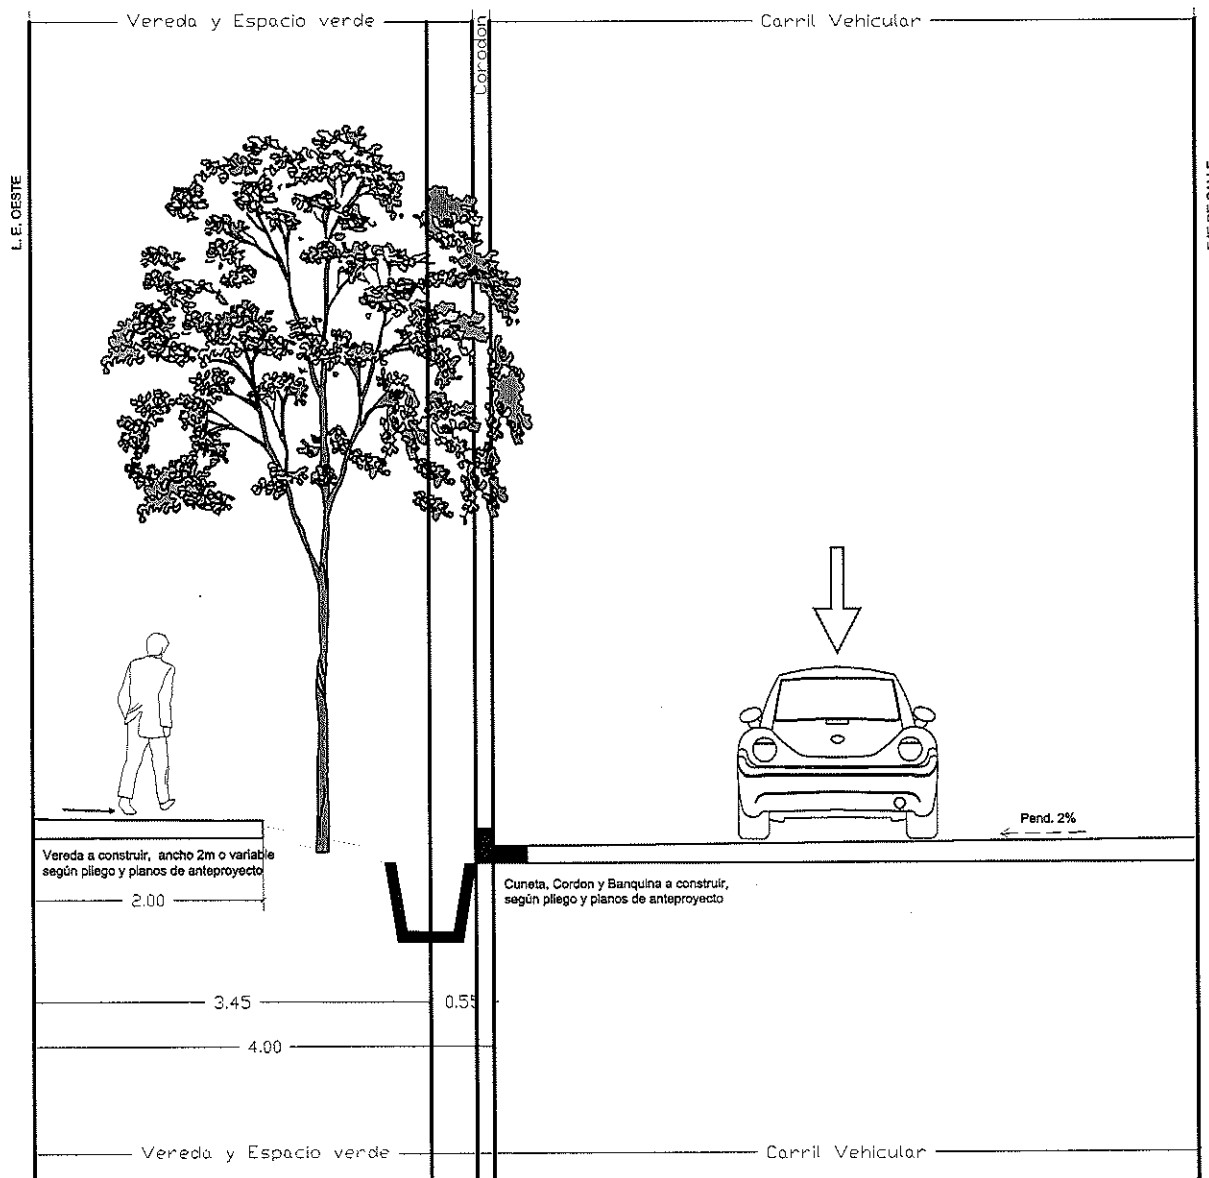 Vereda y Espacio verde
Corodon
Carril Vehicular
L. E. OESTE
Pend. 2%
Vereda a construir, ancho 2m o variable
según pliego y planos de anteproyecto
2.00
Cuneta, Cordon y Banquina a construir,
según pliego y planos de anteproyecto
3.45
0.55
4.00
Vereda y Espacio verde
Carril Vehicular